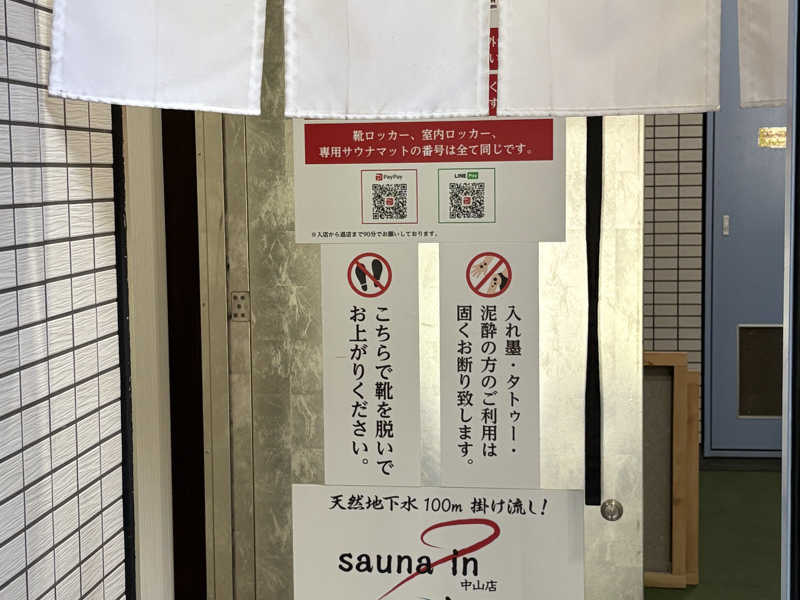 外
い
く
靴ロッカー、室内ロッカー、
専用サウナマットの番号は全て同じです。
PayPay
LINE Pay
※入店から退店まで90分でお願いしております。
こちらで靴を脱いで
お上がりください。
入れ墨・タトゥー・
泥酔の方のご利用は
固くお断り致します。
天然地下水 100m 掛け流し!
sauna in
中山店